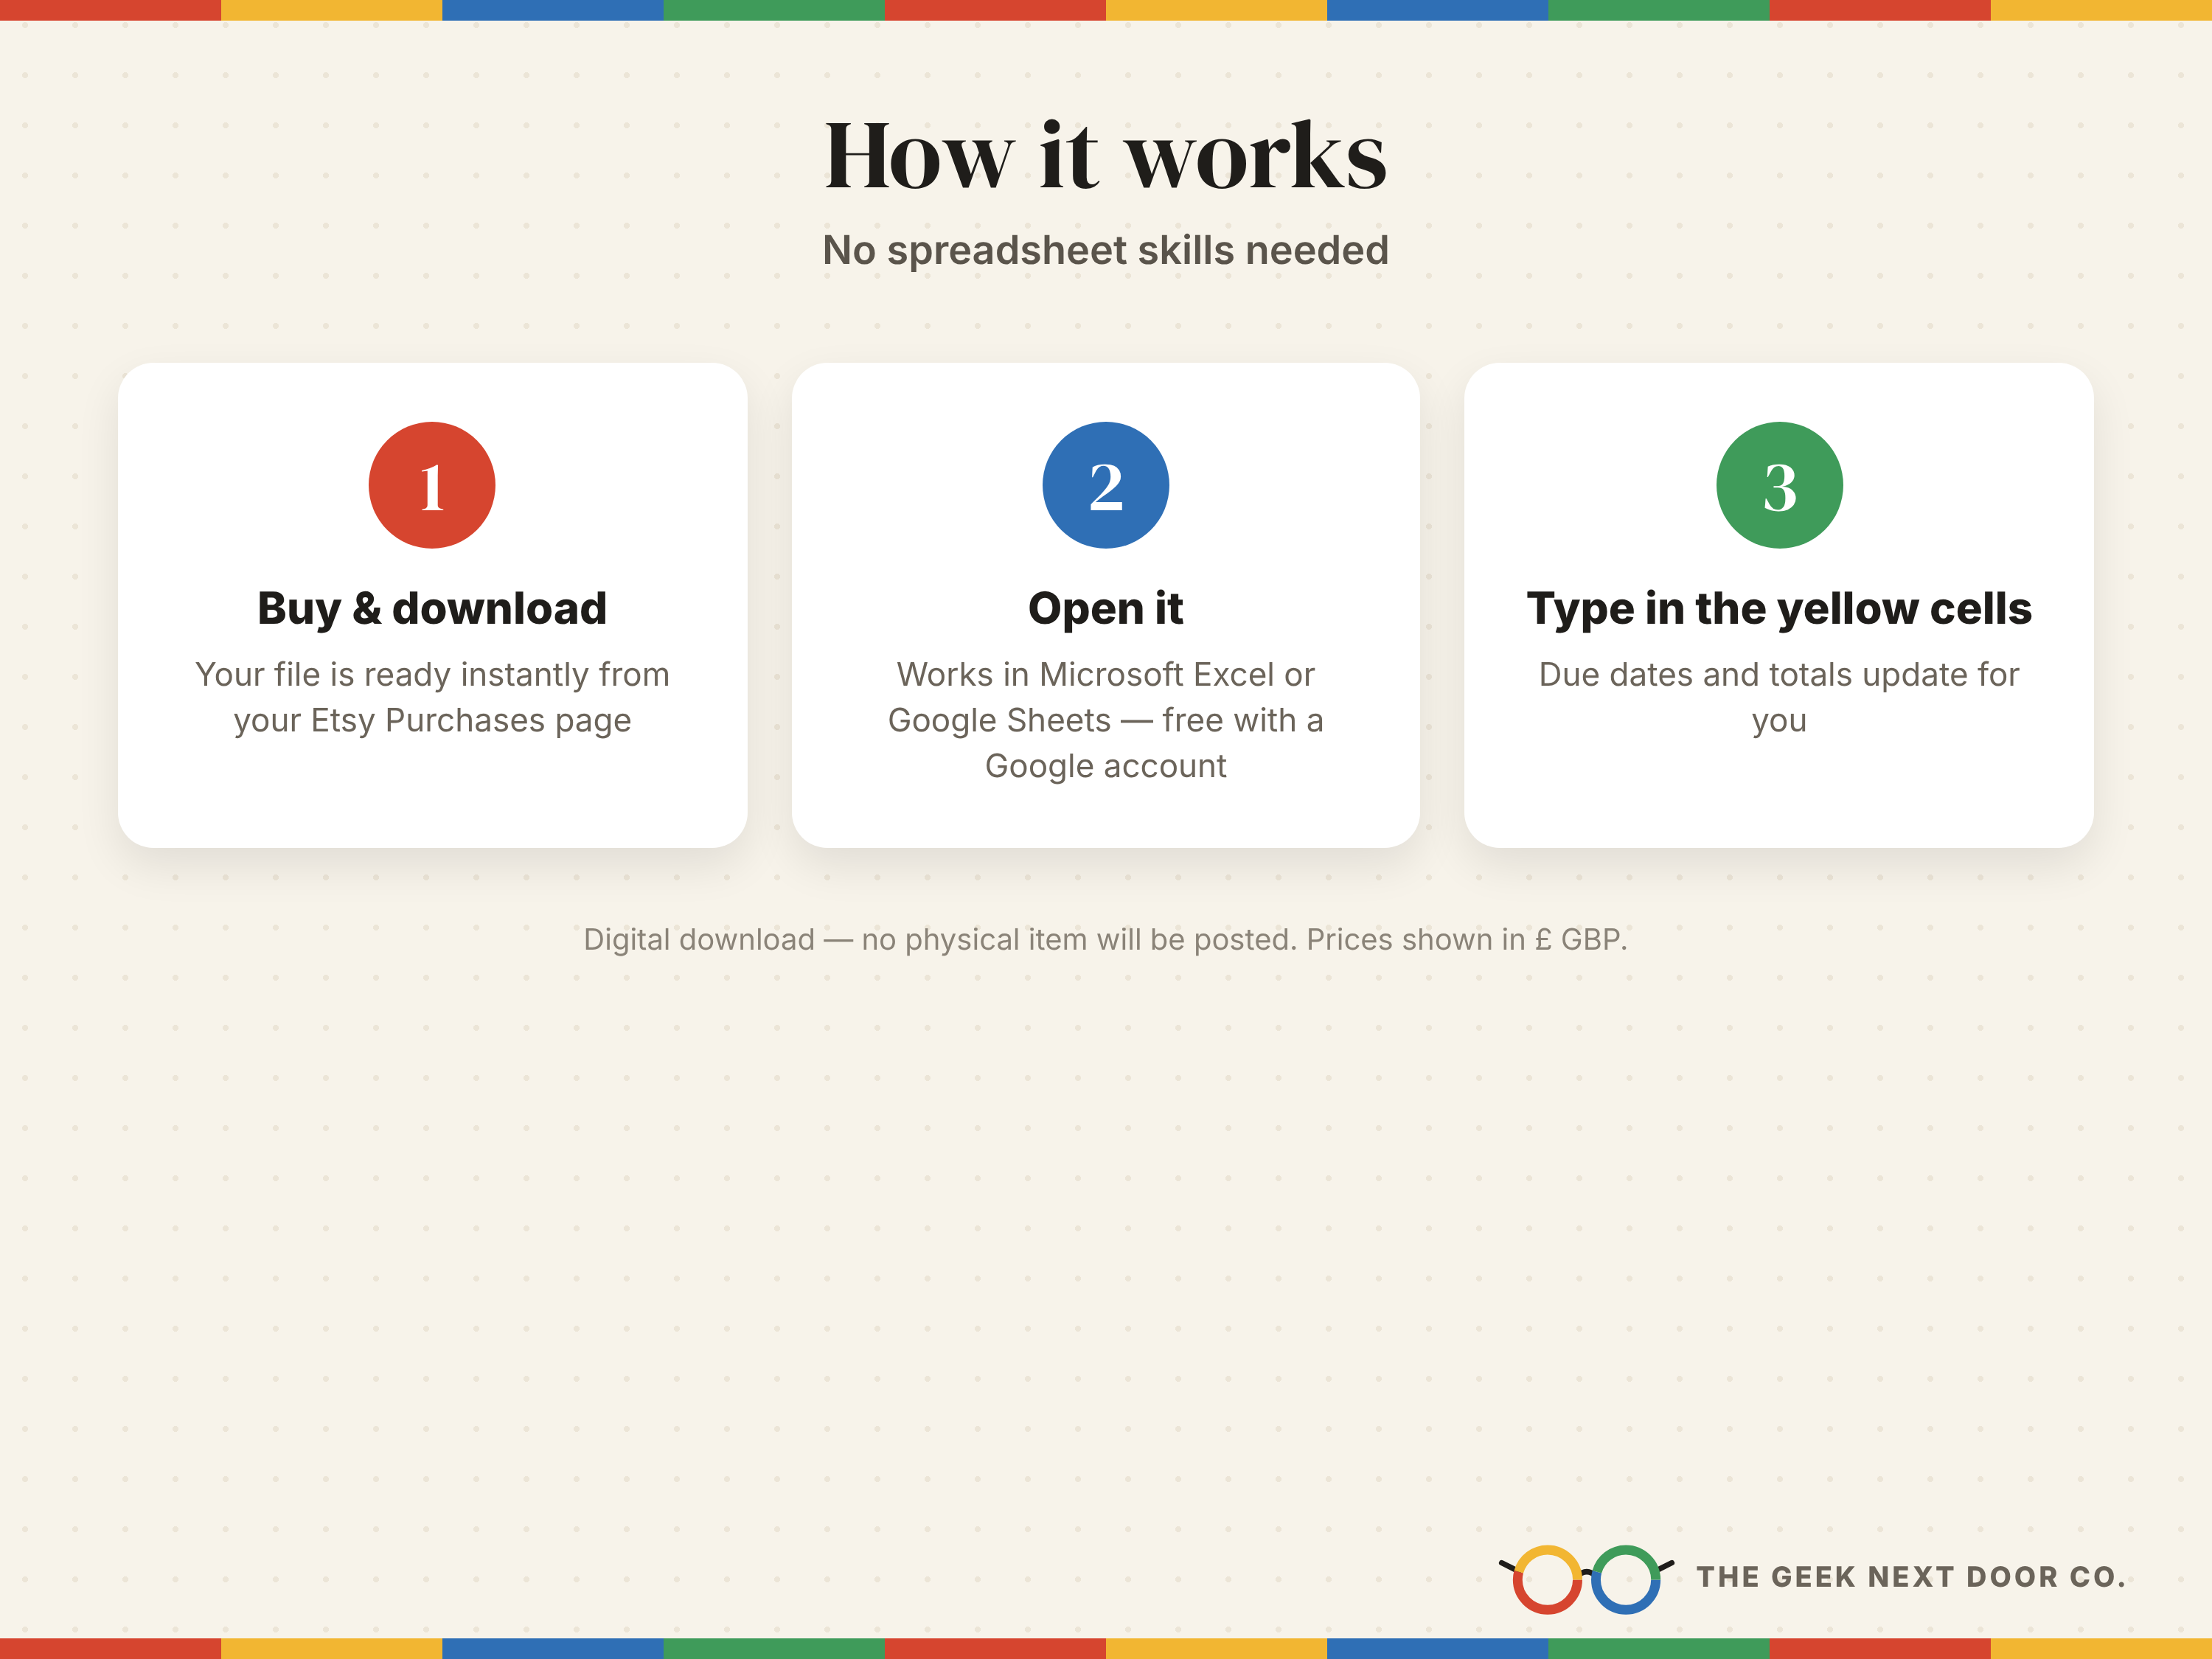 How it works
No spreadsheet skills needed
1
Buy & download
Your file is ready instantly from
your Etsy Purchases page
2
Open it
Works in Microsoft Excel or
Google Sheets — free with a
Google account
3
Type in the yellow cells
Due dates and totals update for
you
Digital download — no physical item will be posted. Prices shown in £ GBP.
THE GEEK NEXT DOOR CO.